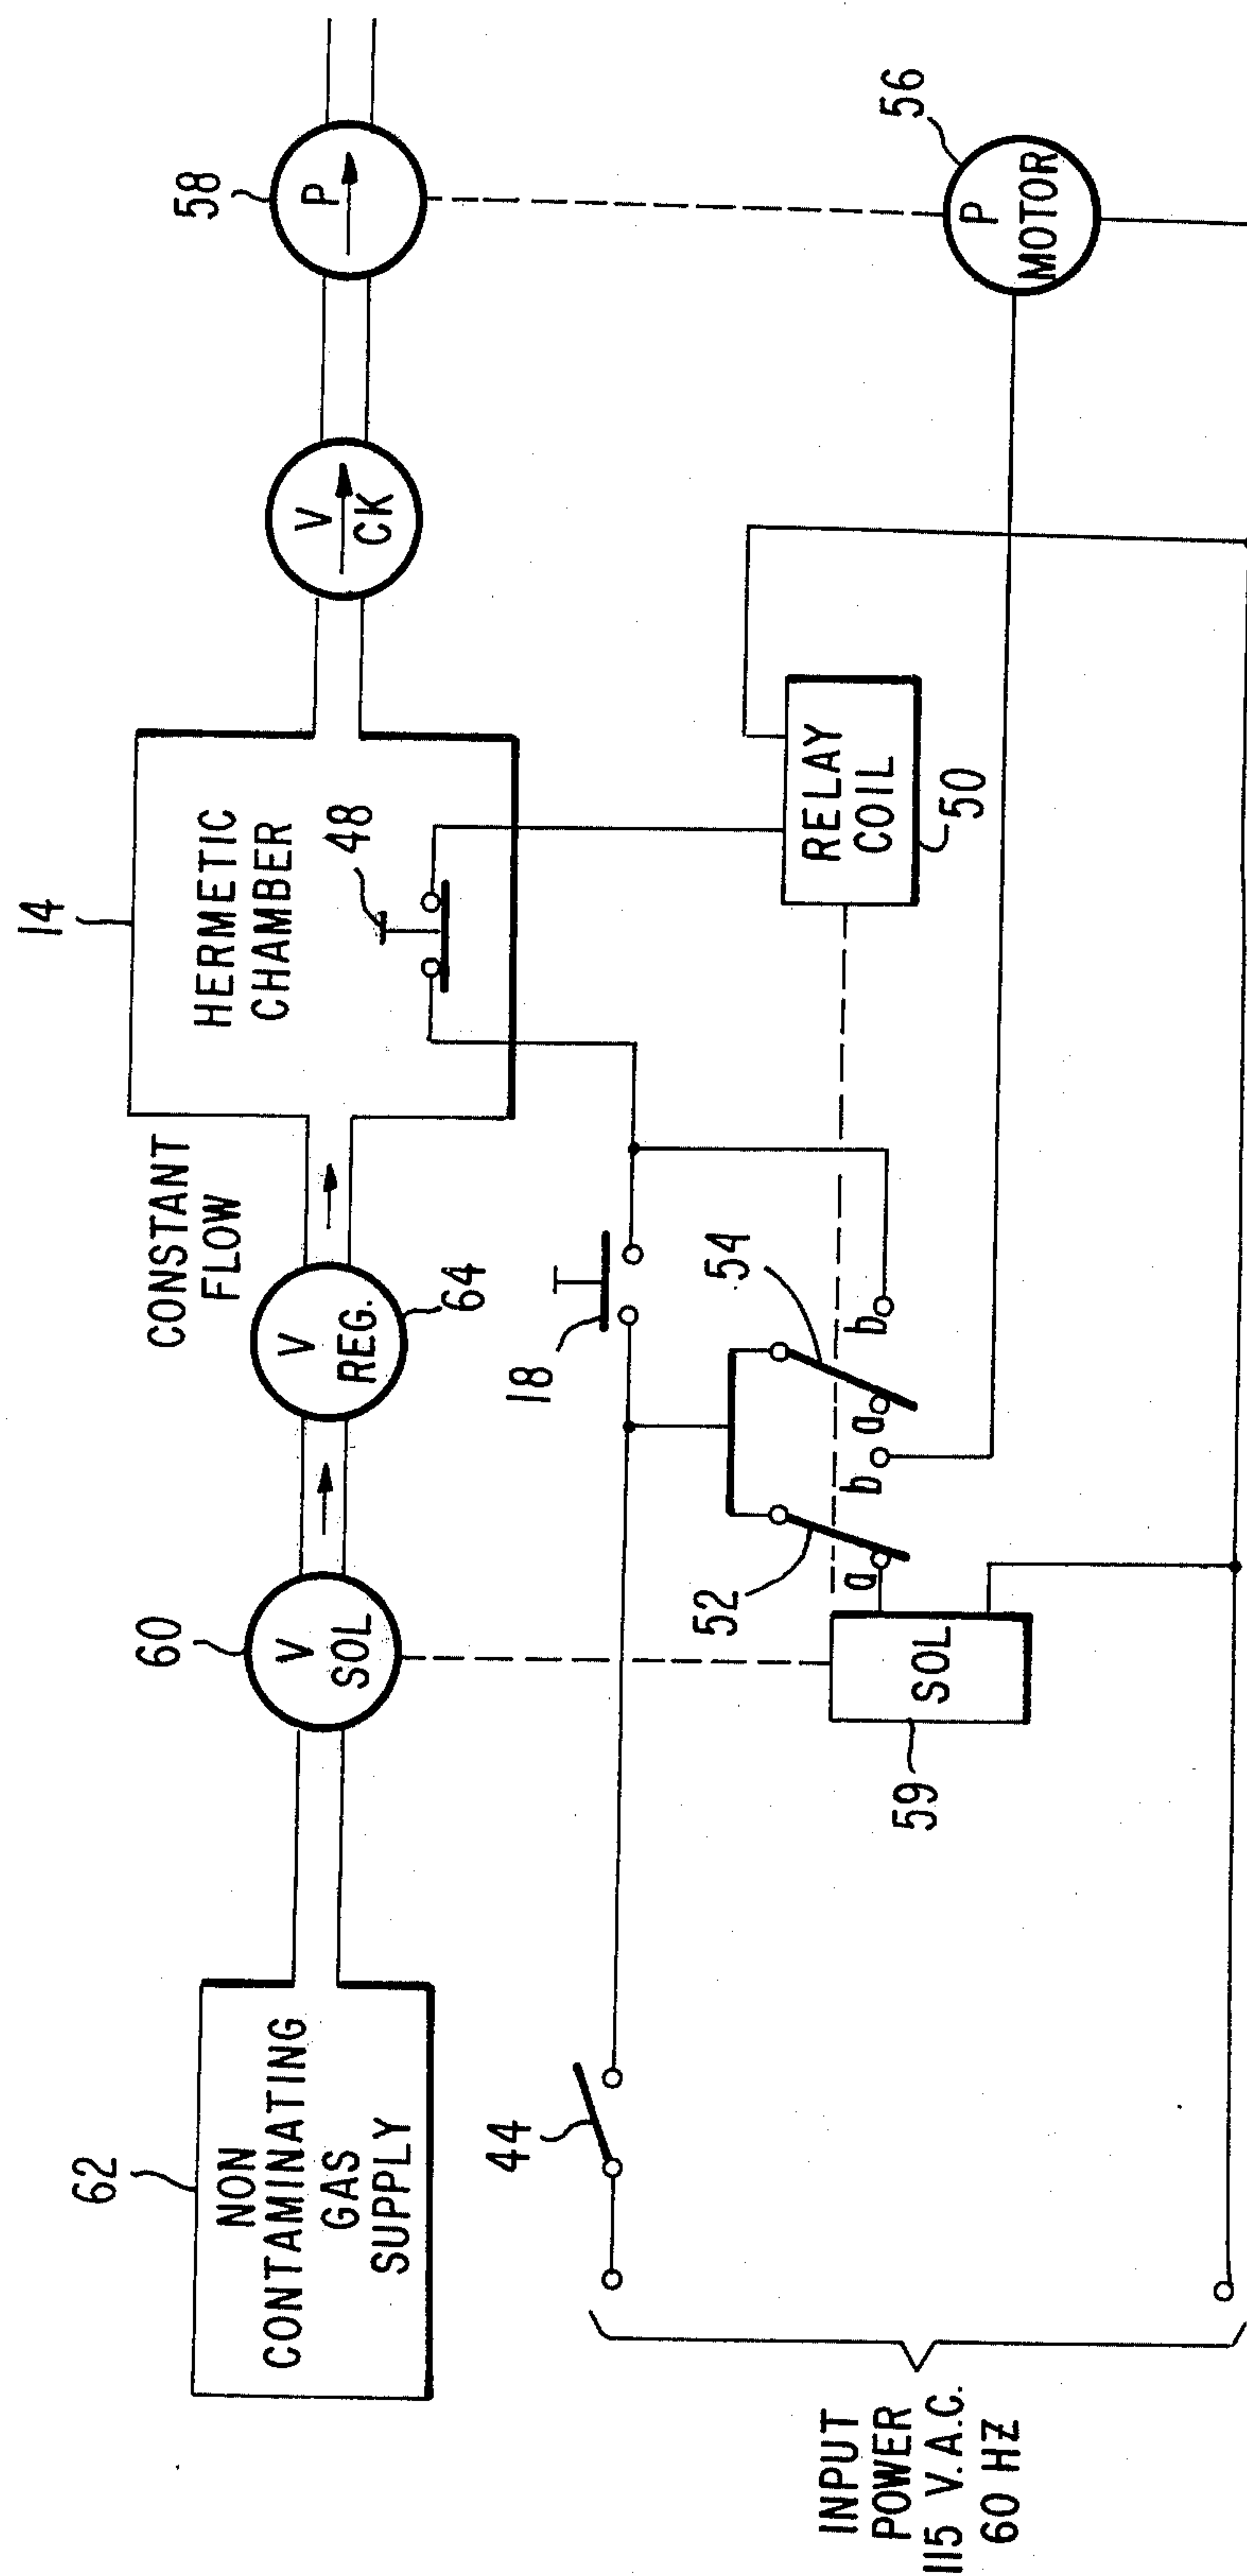 62
NON
CONTAMINATING
GAS
SUPPLY
60
V
SOL
V
REG.
64
CONSTANT
FLOW
14
HERMETIC
CHAMBER
48
V
CK
58
P
44
18
52
54
a
b
a
b
59
SOL
RELAY
COIL
50
56
P
MOTOR
INPUT
POWER
115 V.A.C.
60 HZ